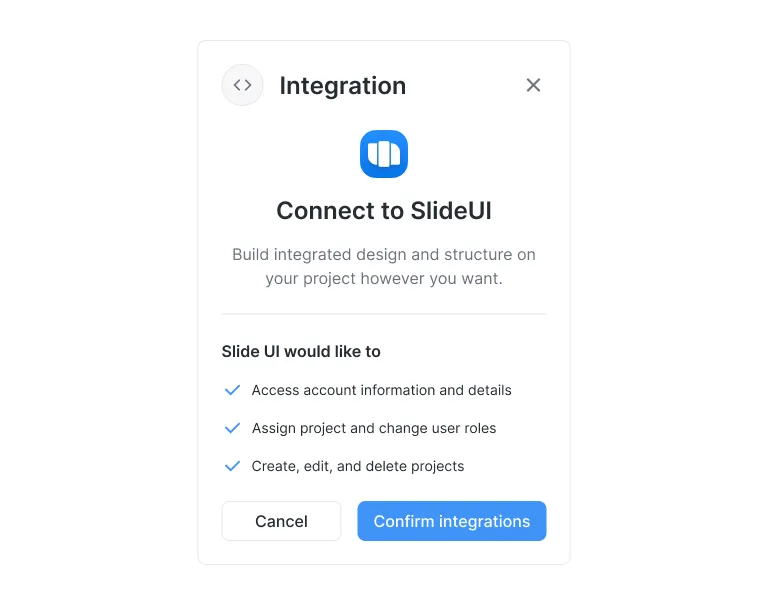 Integration
Connect to SlideUI
Build integrated design and structure on
your project however you want.
Slide UI would like to
Access account information and details
Assign project and change user roles
Create, edit, and delete projects
Cancel
Confirm integrations